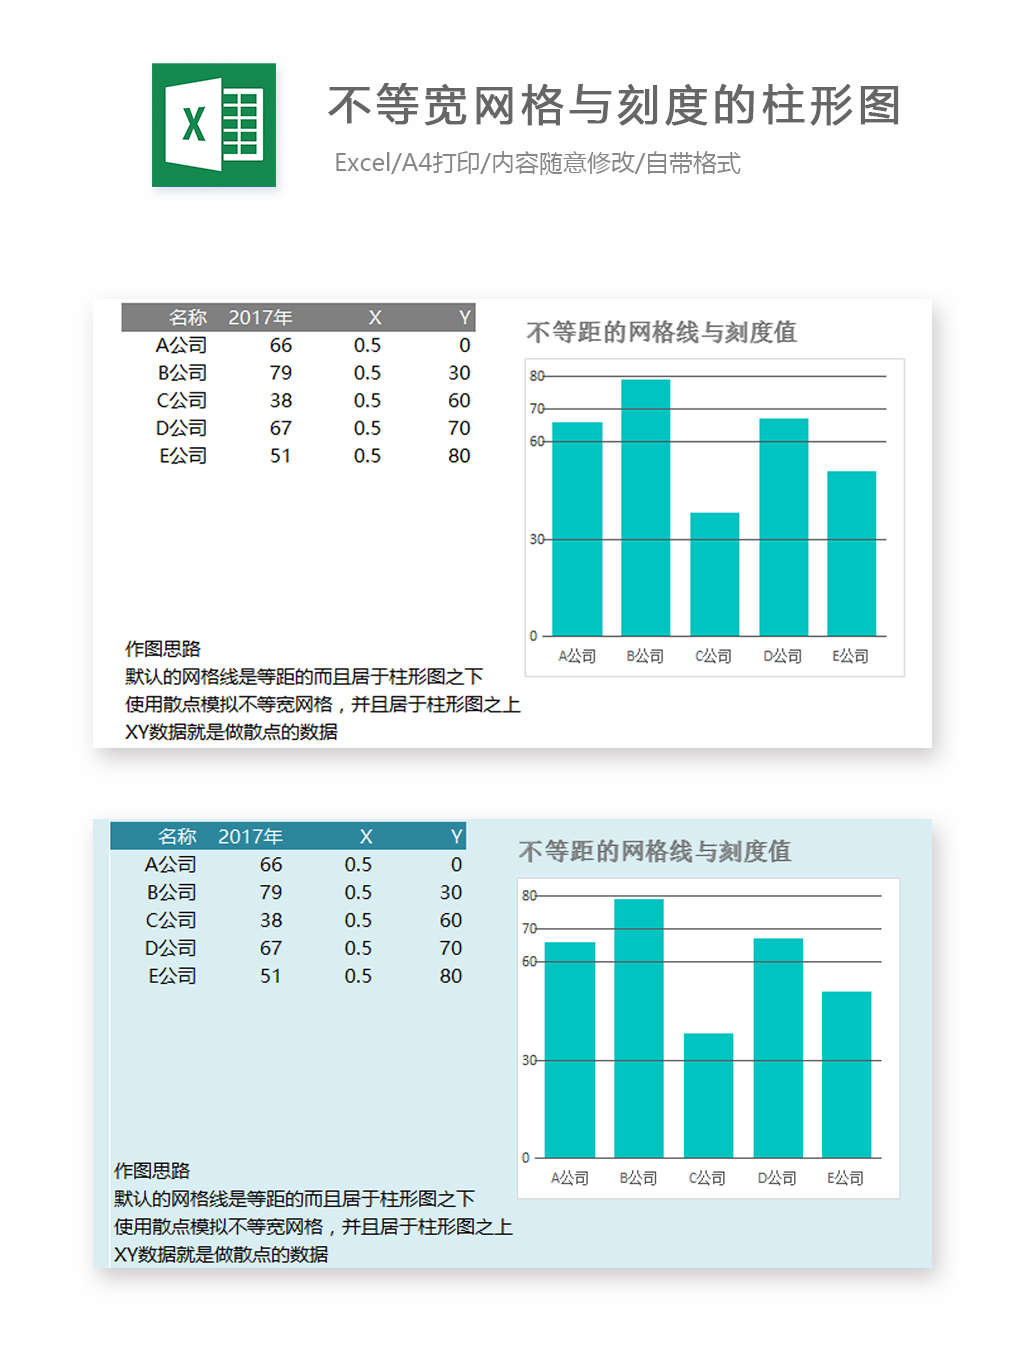 不等宽网格与刻度的柱形图
Excel/A4打印/内容随意修改/自带格式
X
名称 2017年 X Y
A公司 66 0.5 0
B公司 79 0.5 30
C公司 38 0.5 60
D公司 67 0.5 70
E公司 51 0.5 80
作图思路
默认的网格线是等距的而且居于柱形图之下
使用散点模拟不等宽网格，并且居于柱形图之上
XY数据就是做散点的数据
不等距的网格线与刻度值
80
70
60
30
0
A公司 B公司 C公司 D公司 E公司
名称 2017年 X Y
A公司 66 0.5 0
B公司 79 0.5 30
C公司 38 0.5 60
D公司 67 0.5 70
E公司 51 0.5 80
作图思路
默认的网格线是等距的而且居于柱形图之下
使用散点模拟不等宽网格，并且居于柱形图之上
XY数据就是做散点的数据
不等距的网格线与刻度值
80
70
60
30
0
A公司 B公司 C公司 D公司 E公司